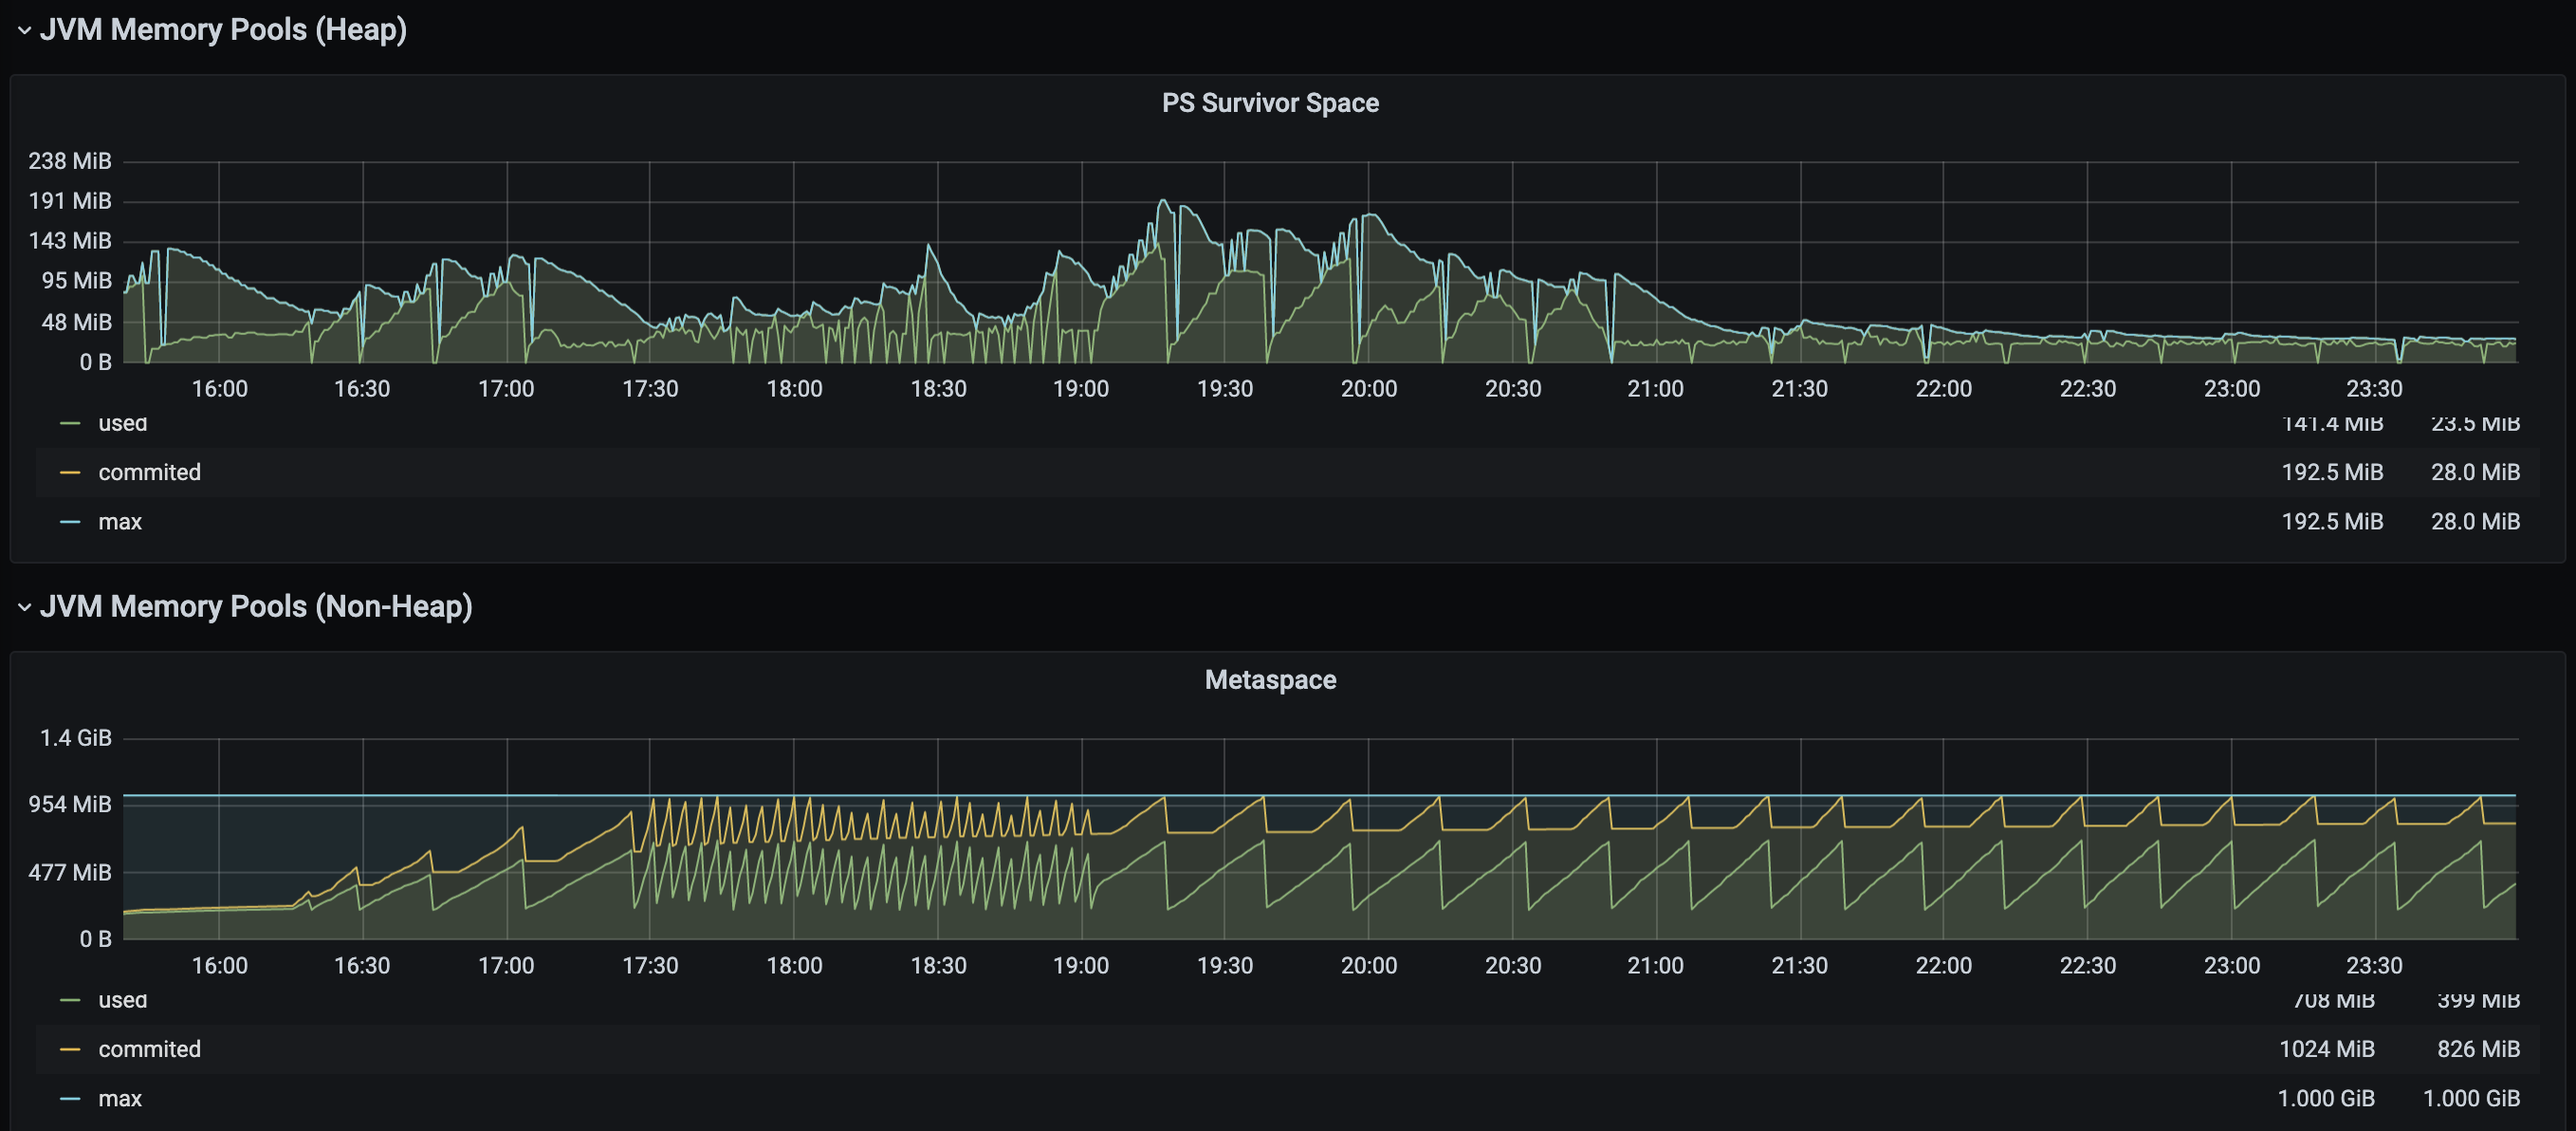 JVM Memory Pools (Heap)
PS Survivor Space
238 MiB
191 MiB
143 MiB
95 MiB
48 MiB
0 B
16:00 16:30 17:00 17:30 18:00 18:30 19:00 19:30 20:00 20:30 21:00 21:30 22:00 22:30 23:00 23:30
used 141.4 MiB 23.5 MiB
commited 192.5 MiB 28.0 MiB
max 192.5 MiB 28.0 MiB
JVM Memory Pools (Non-Heap)
Metaspace
1.4 GiB
954 MiB
477 MiB
0 B
16:00 16:30 17:00 17:30 18:00 18:30 19:00 19:30 20:00 20:30 21:00 21:30 22:00 22:30 23:00 23:30
used 708 MiB 399 MiB
commited 1024 MiB 826 MiB
max 1.000 GiB 1.000 GiB